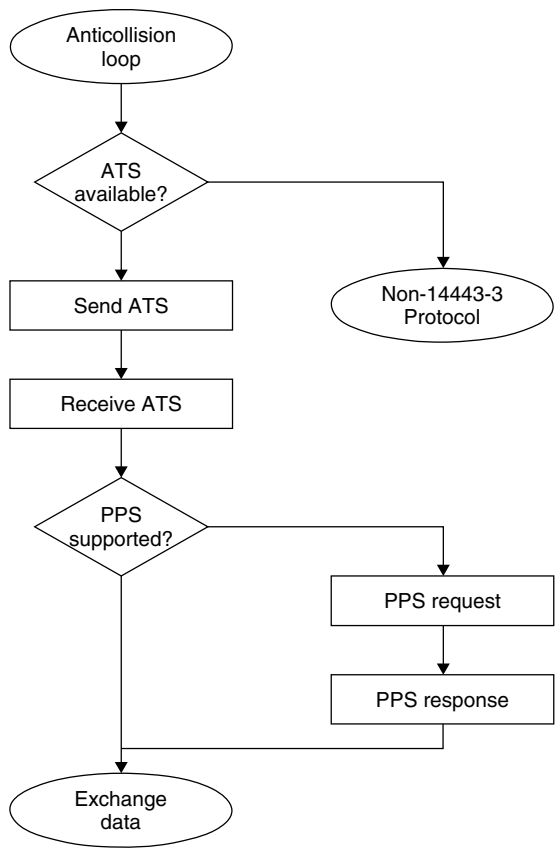 Anticollision
loop
ATS
available?
Send ATS
Non-14443-3
Protocol
Receive ATS
PPS
supported?
PPS request
PPS response
Exchange
data